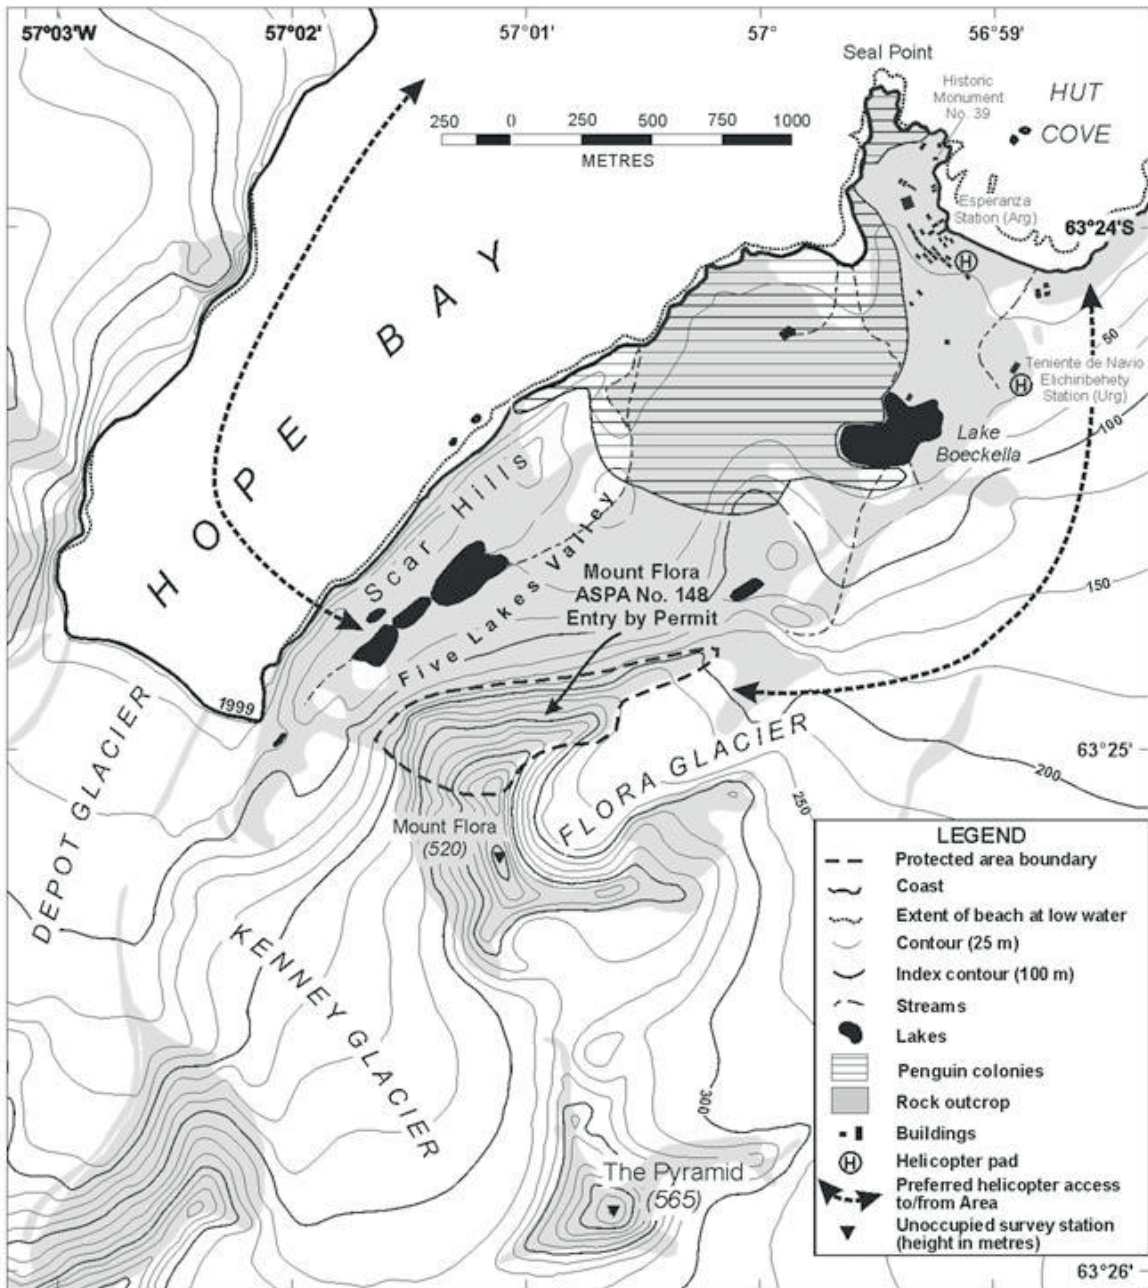 57°03'W
57°02'
57°01'
57°
56°59'
Seal Point
Historic
Monument
No. 39
HUT
COVE
250 0 250 500 750 1000
METRES
Esperanza
Station (Arg)
63°24'S
HOPE BAY
50
Teniente de Navio
Elichiribehety
Station (Urg)
100
Lake
Boeckella
Scar Hills
Five Lakes Valley
Mount Flora
ASPA No. 148
Entry by Permit
150
1999
DEPOT GLACIER
FLORA GLACIER
63°25'
200
250
Mount Flora
(520)
KENNEY GLACIER
300
The Pyramid
(565)
LEGEND
Protected area boundary
Coast
Extent of beach at low water
Contour (25 m)
Index contour (100 m)
Streams
Lakes
Penguin colonies
Rock outcrop
Buildings
H Helicopter pad
Preferred helicopter access
to/from Area
Unoccupied survey station
(height in metres)
63°26'
H
H